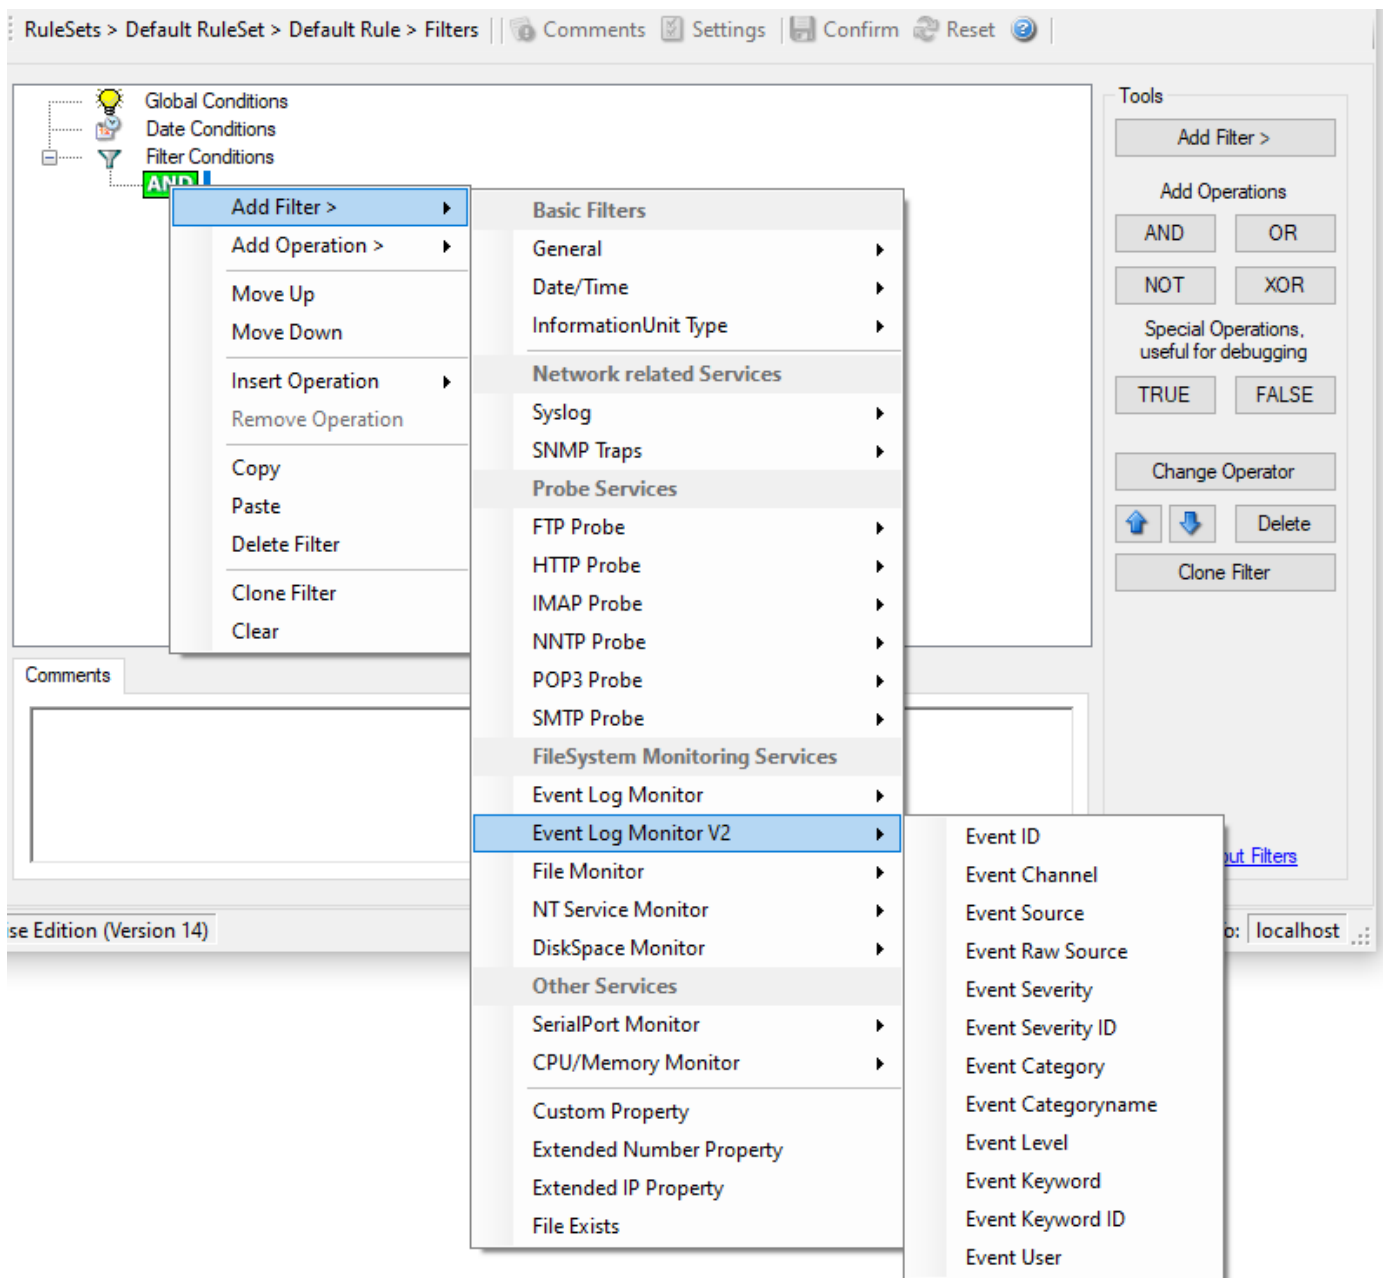 RuleSets > Default RuleSet > Default Rule > Filters Comments Settings Confirm Reset
Global Conditions
Date Conditions
Filter Conditions
AND
Add Filter >
Add Operation >
Move Up
Move Down
Insert Operation
Remove Operation
Copy
Paste
Delete Filter
Clone Filter
Clear
Basic Filters
General
Date/Time
InformationUnit Type
Network related Services
Syslog
SNMP Traps
Probe Services
FTP Probe
HTTP Probe
IMAP Probe
NNTP Probe
POP3 Probe
SMTP Probe
FileSystem Monitoring Services
Event Log Monitor
Event Log Monitor V2
File Monitor
NT Service Monitor
DiskSpace Monitor
Other Services
SerialPort Monitor
CPU/Memory Monitor
Custom Property
Extended Number Property
Extended IP Property
File Exists
Event ID
Event Channel
Event Source
Event Raw Source
Event Severity
Event Severity ID
Event Category
Event Categoryname
Event Level
Event Keyword
Event Keyword ID
Event User
Tools
Add Filter >
Add Operations
AND OR
NOT XOR
Special Operations,
useful for debugging
TRUE FALSE
Change Operator
Delete
Clone Filter
Filters
Comments
Edition (Version 14)
localhost